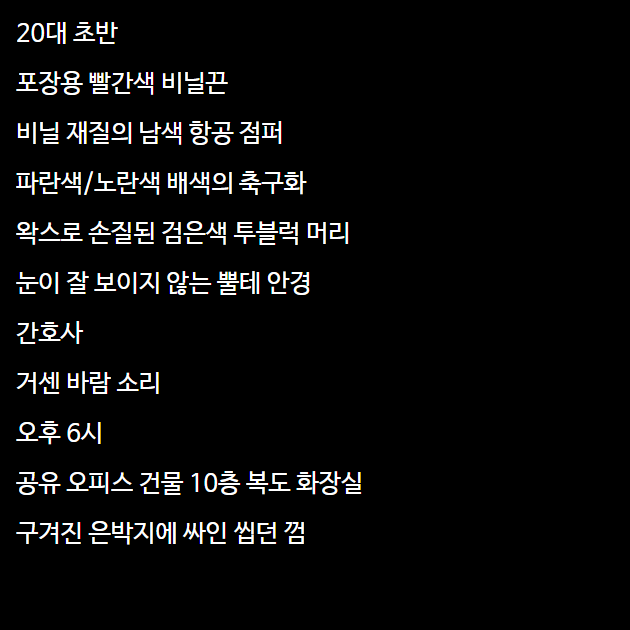 20대 초반
포장용 빨간색 비닐끈
비닐 재질의 남색 항공 점퍼
파란색/노란색 배색의 축구화
왁스로 손질된 검은색 투블럭 머리
눈이 잘 보이지 않는 뿔테 안경
간호사
거센 바람 소리
오후 6시
공유 오피스 건물 10층 복도 화장실
구겨진 은박지에 싸인 씹던 껌